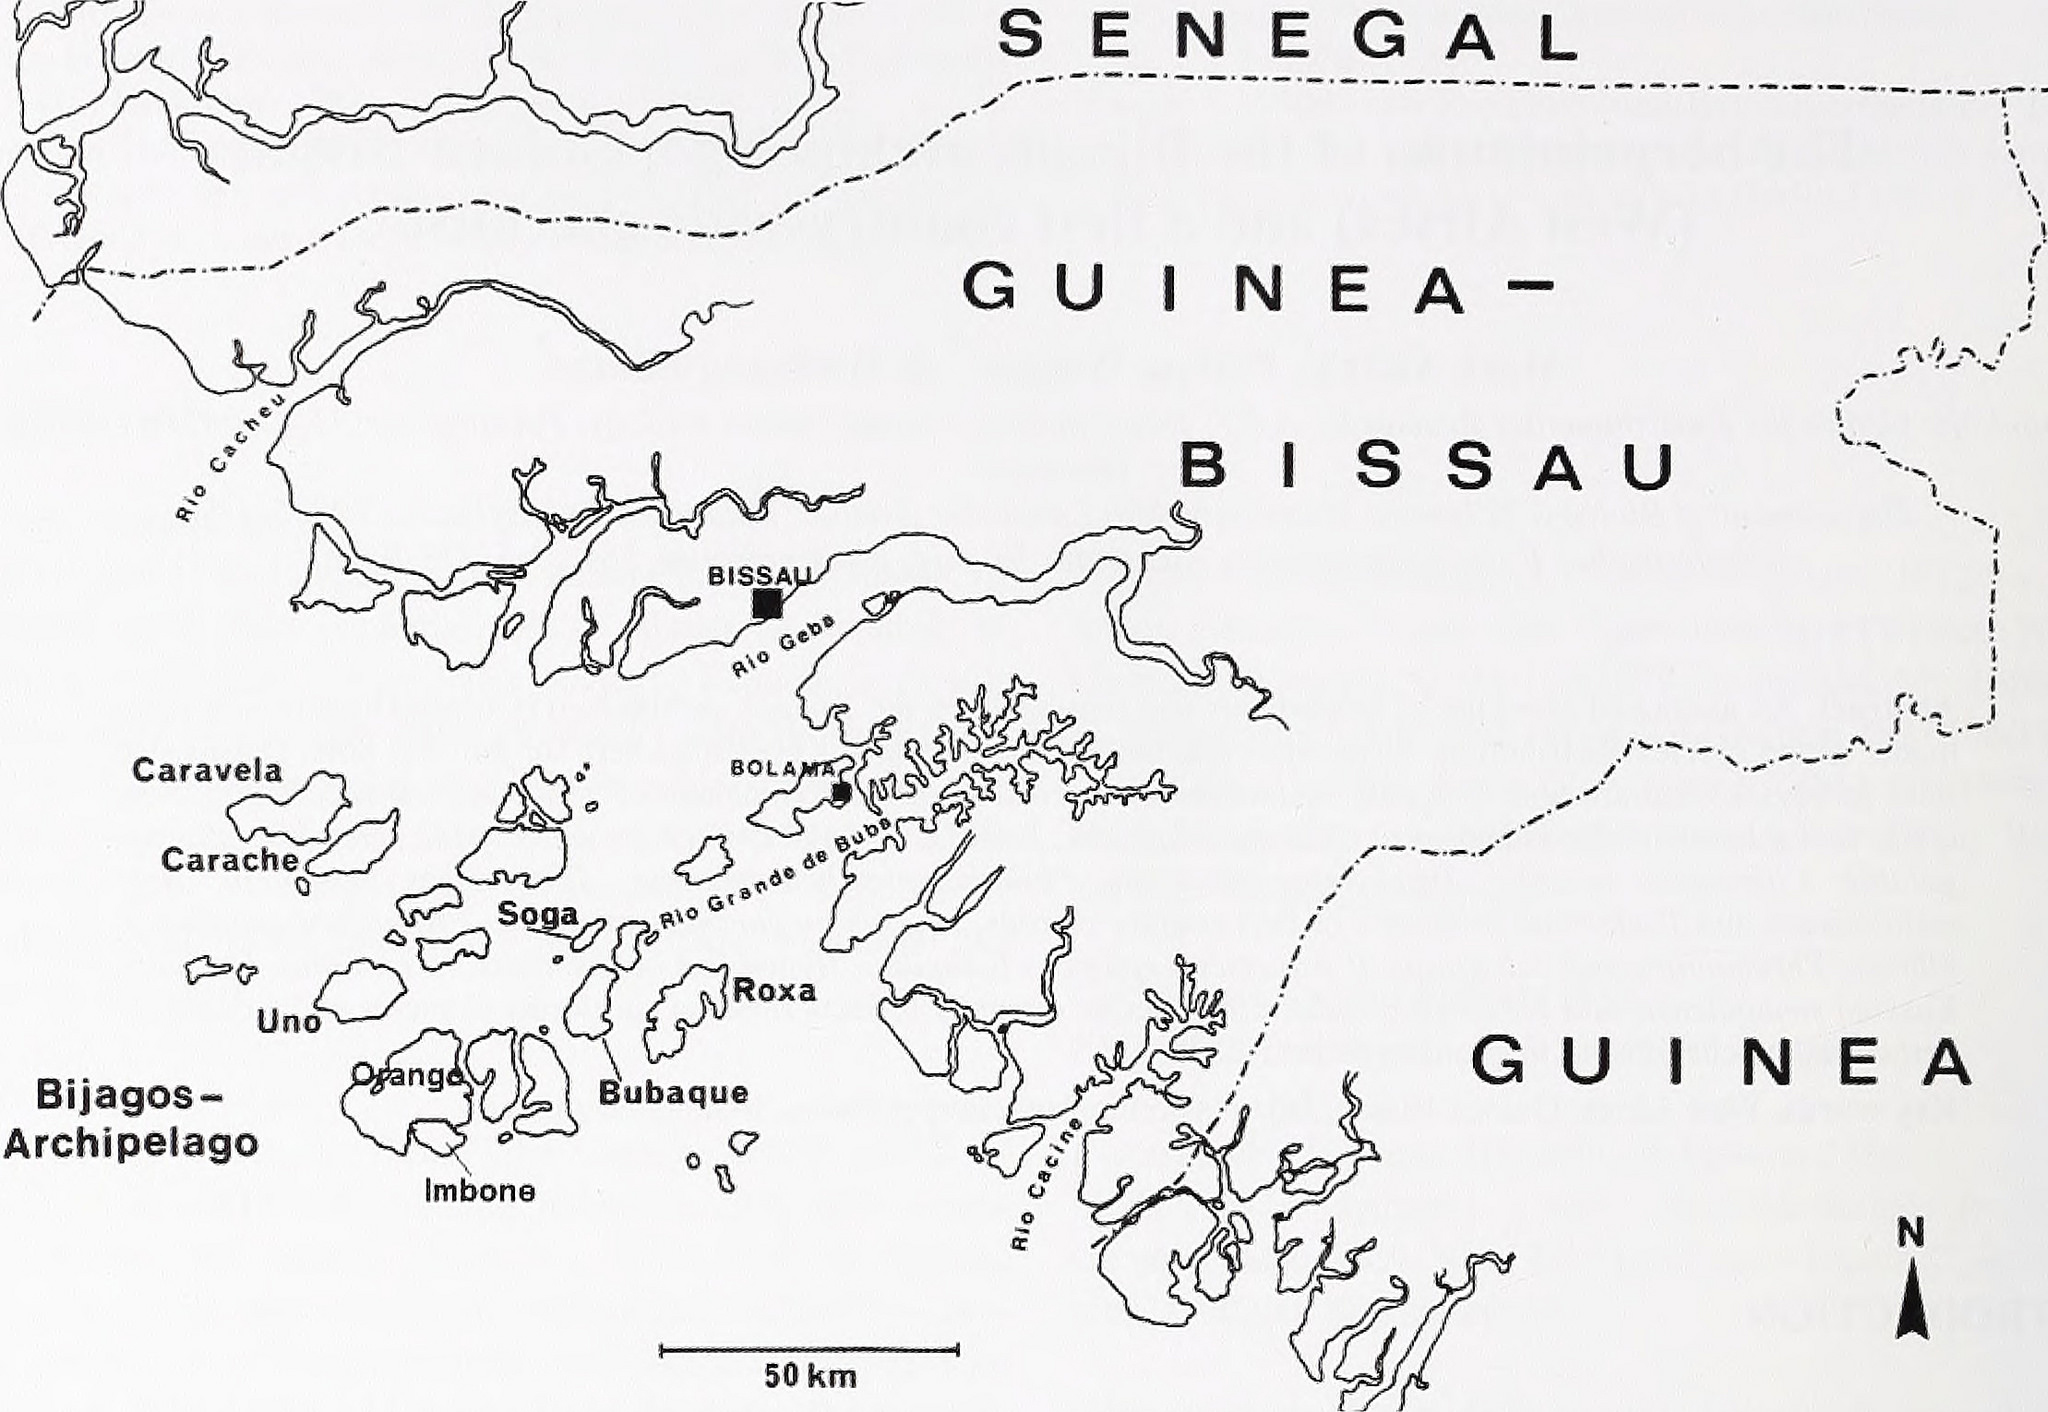 SENEGAL
GUINEA–
BISSAU
Rio Cacheu
BISSAU
Rio Geba
BOLAMA
Caravela
Carache
Rio Grande de Buba
Soga
Roxa
Uno
Orango
Bubaque
Bijagos–
Archipelago
Imbone
GUINEA
Rio Cacine
N
50 km